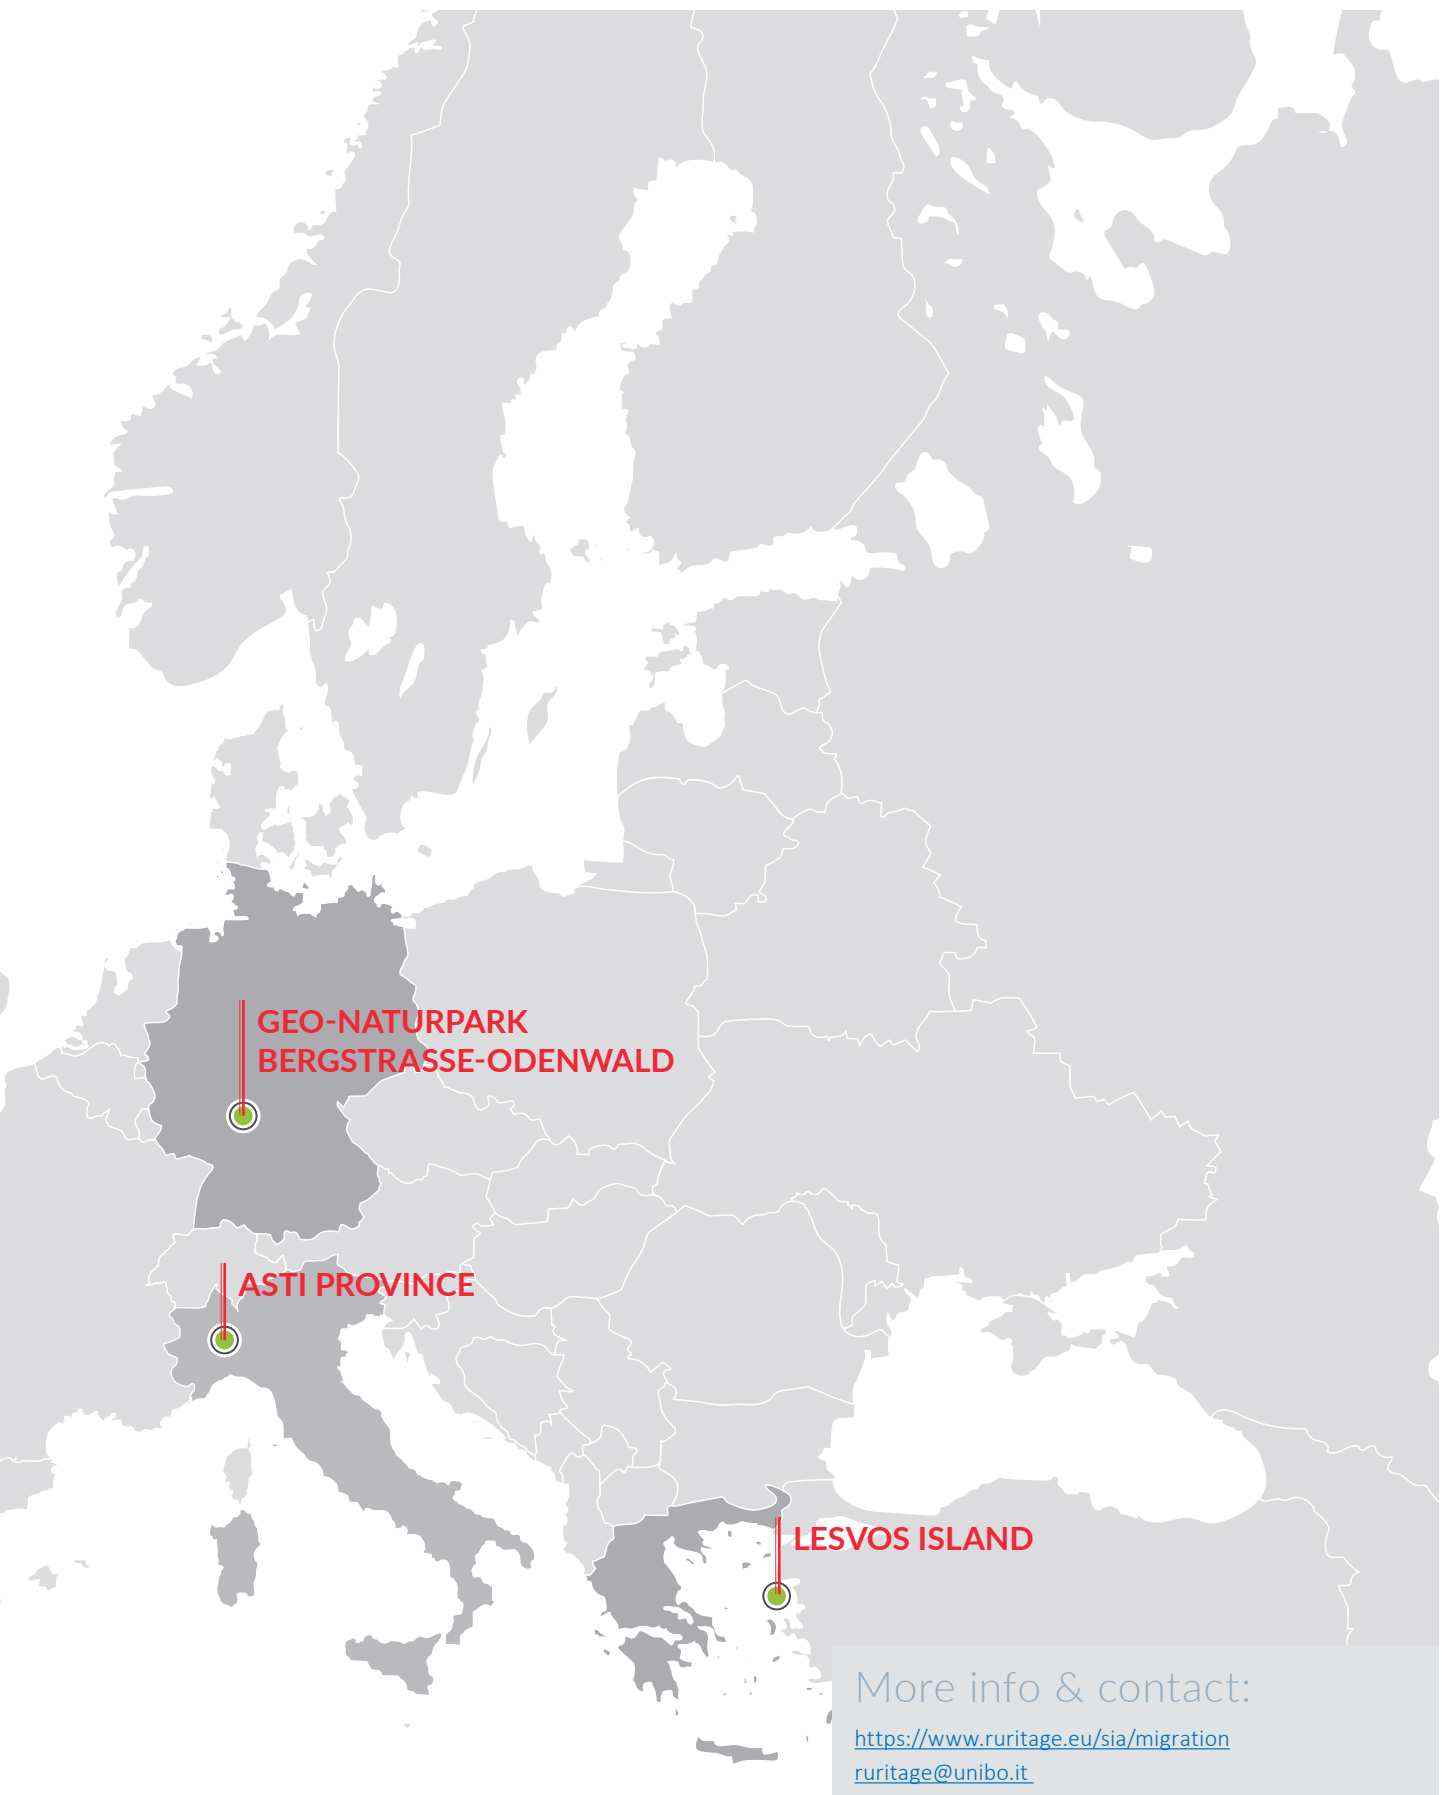 GEO-NATURPARK
BERGSTRASSE-ODENWALD
ASTI PROVINCE
LESVOS ISLAND
More info & contact:
https://www.ruritage.eu/sia/migration
ruritage@unibo.it